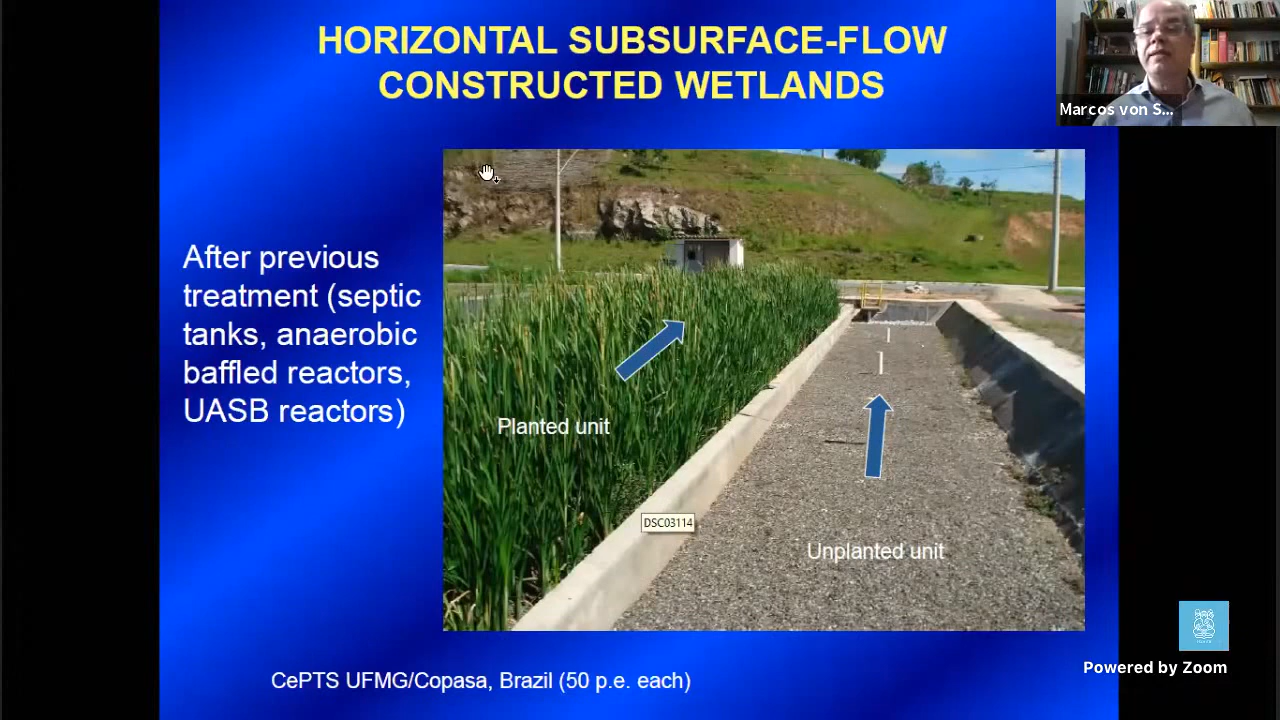 HORIZONTAL SUBSURFACE-FLOW
CONSTRUCTED WETLANDS
Marcos von S...
After previous
treatment (septic
tanks, anaerobic
baffled reactors,
UASB reactors)
Planted unit
DSC03114
Unplanted unit
CePTS UFMG/Copasa, Brazil (50 p.e. each)
Powered by Zoom